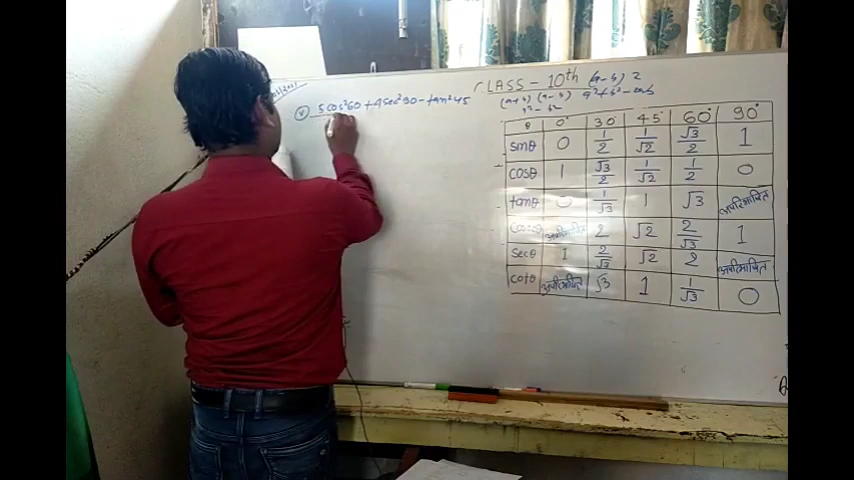 CLASS - 10th (a-b)2
(a+b) (a-b) a²+b²-2ab
a²-b²
(v) 5cos²60+4sec²30-tan²45
θ 0° 30° 45° 60° 90°
sinθ 0 1/2 1/√2 √3/2 1
cosθ 1 √3/2 1/√2 1/2 0
tanθ 0 1/√3 1 √3 अपरिभाषित
Cosecθ अपरिभाषित 2 √2 2/√3 1
secθ 1 2/√3 √2 2 अपरिभाषित
cotθ अपरिभाषित √3 1 1/√3 0